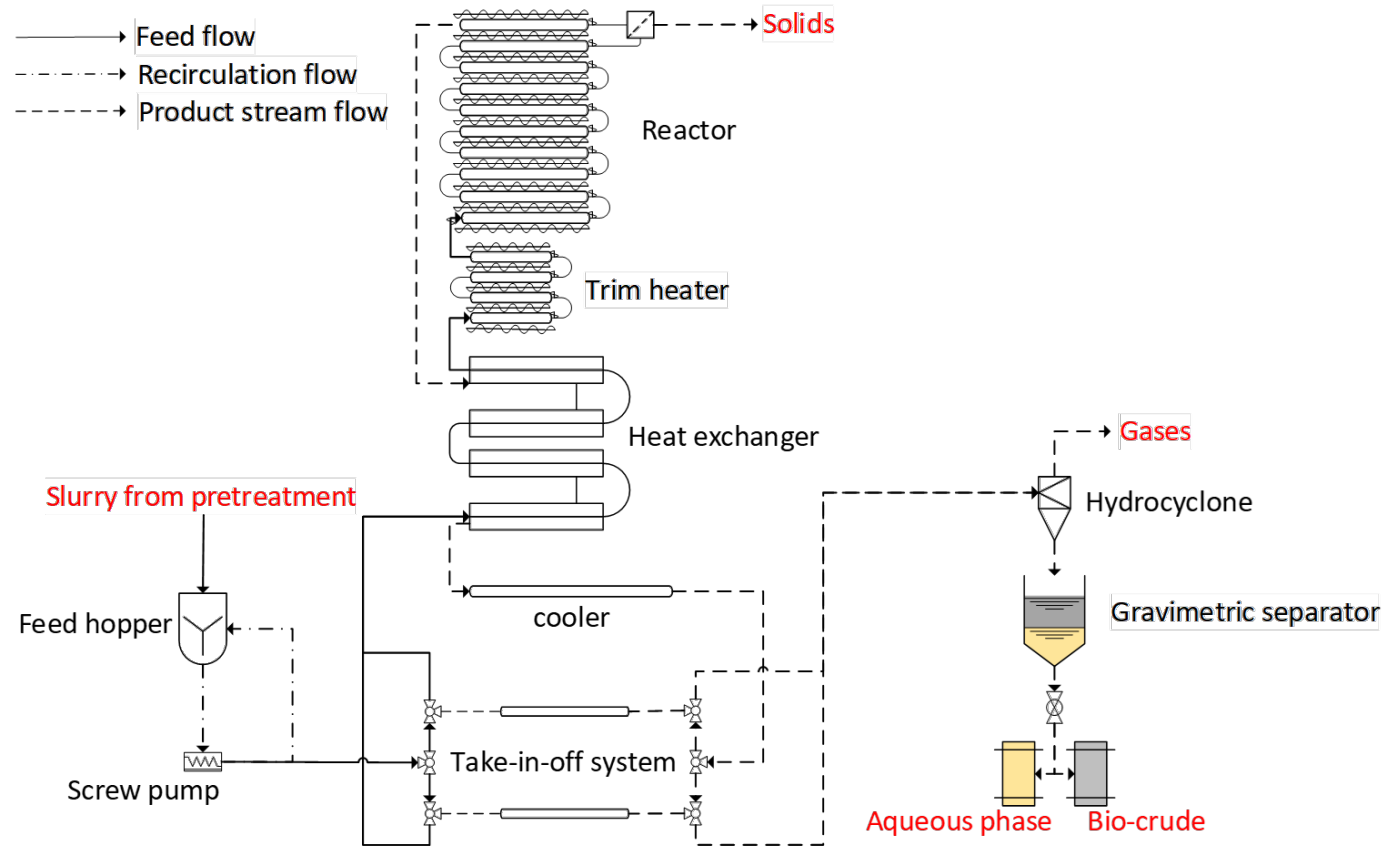 Solids
Feed flow
Recirculation flow
Product stream flow
Reactor
Trim heater
Heat exchanger
Gases
Slurry from pretreatment
Hydrocyclone
cooler
Feed hopper
Gravimetric separator
Take-in-off system
Screw pump
Aqueous phase
Bio-crude